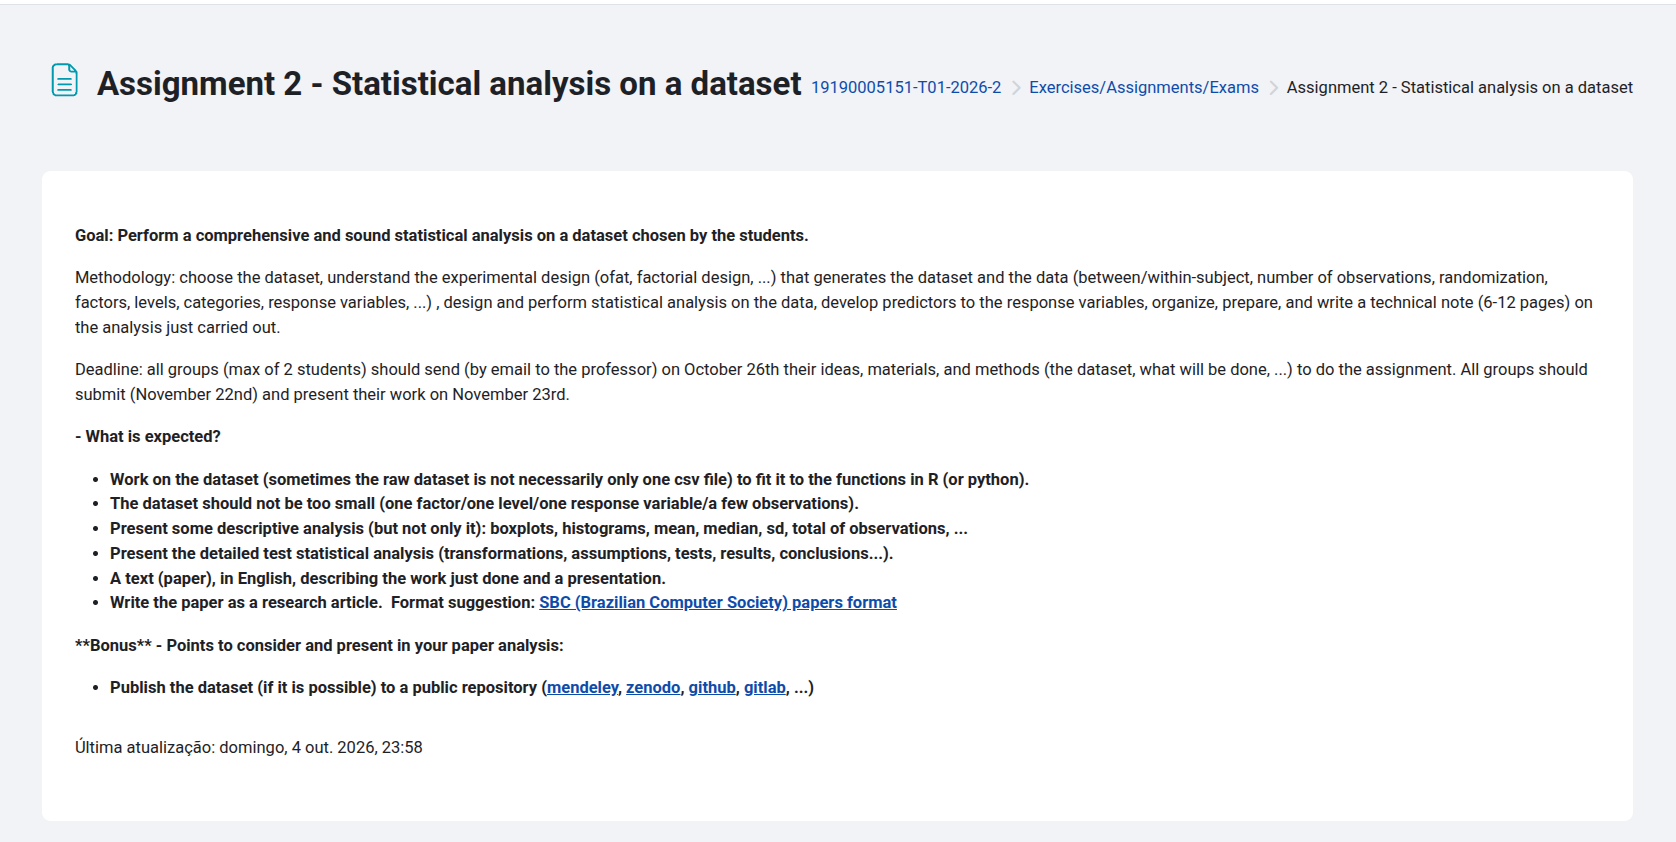 Assignment 2 - Statistical analysis on a dataset 19190005151-T01-2026-2 > Exercises/Assignments/Exams > Assignment 2 - Statistical analysis on a dataset
Goal: Perform a comprehensive and sound statistical analysis on a dataset chosen by the students.
Methodology: choose the dataset, understand the experimental design (ofat, factorial design, ...) that generates the dataset and the data (between/within-subject, number of observations, randomization,
factors, levels, categories, response variables, ...) , design and perform statistical analysis on the data, develop predictors to the response variables, organize, prepare, and write a technical note (6-12 pages) on
the analysis just carried out.
Deadline: all groups (max of 2 students) should send (by email to the professor) on October 26th their ideas, materials, and methods (the dataset, what will be done, ...) to do the assignment. All groups should
submit (November 22nd) and present their work on November 23rd.
- What is expected?
• Work on the dataset (sometimes the raw dataset is not necessarily only one csv file) to fit it to the functions in R (or python).
• The dataset should not be too small (one factor/one level/one response variable/a few observations).
• Present some descriptive analysis (but not only it): boxplots, histograms, mean, median, sd, total of observations, ...
• Present the detailed test statistical analysis (transformations, assumptions, tests, results, conclusions...).
• A text (paper), in English, describing the work just done and a presentation.
• Write the paper as a research article.  Format suggestion: SBC (Brazilian Computer Society) papers format
**Bonus** - Points to consider and present in your paper analysis:
• Publish the dataset (if it is possible) to a public repository (mendeley, zenodo, github, gitlab, ...)
Última atualização: domingo, 4 out. 2026, 23:58